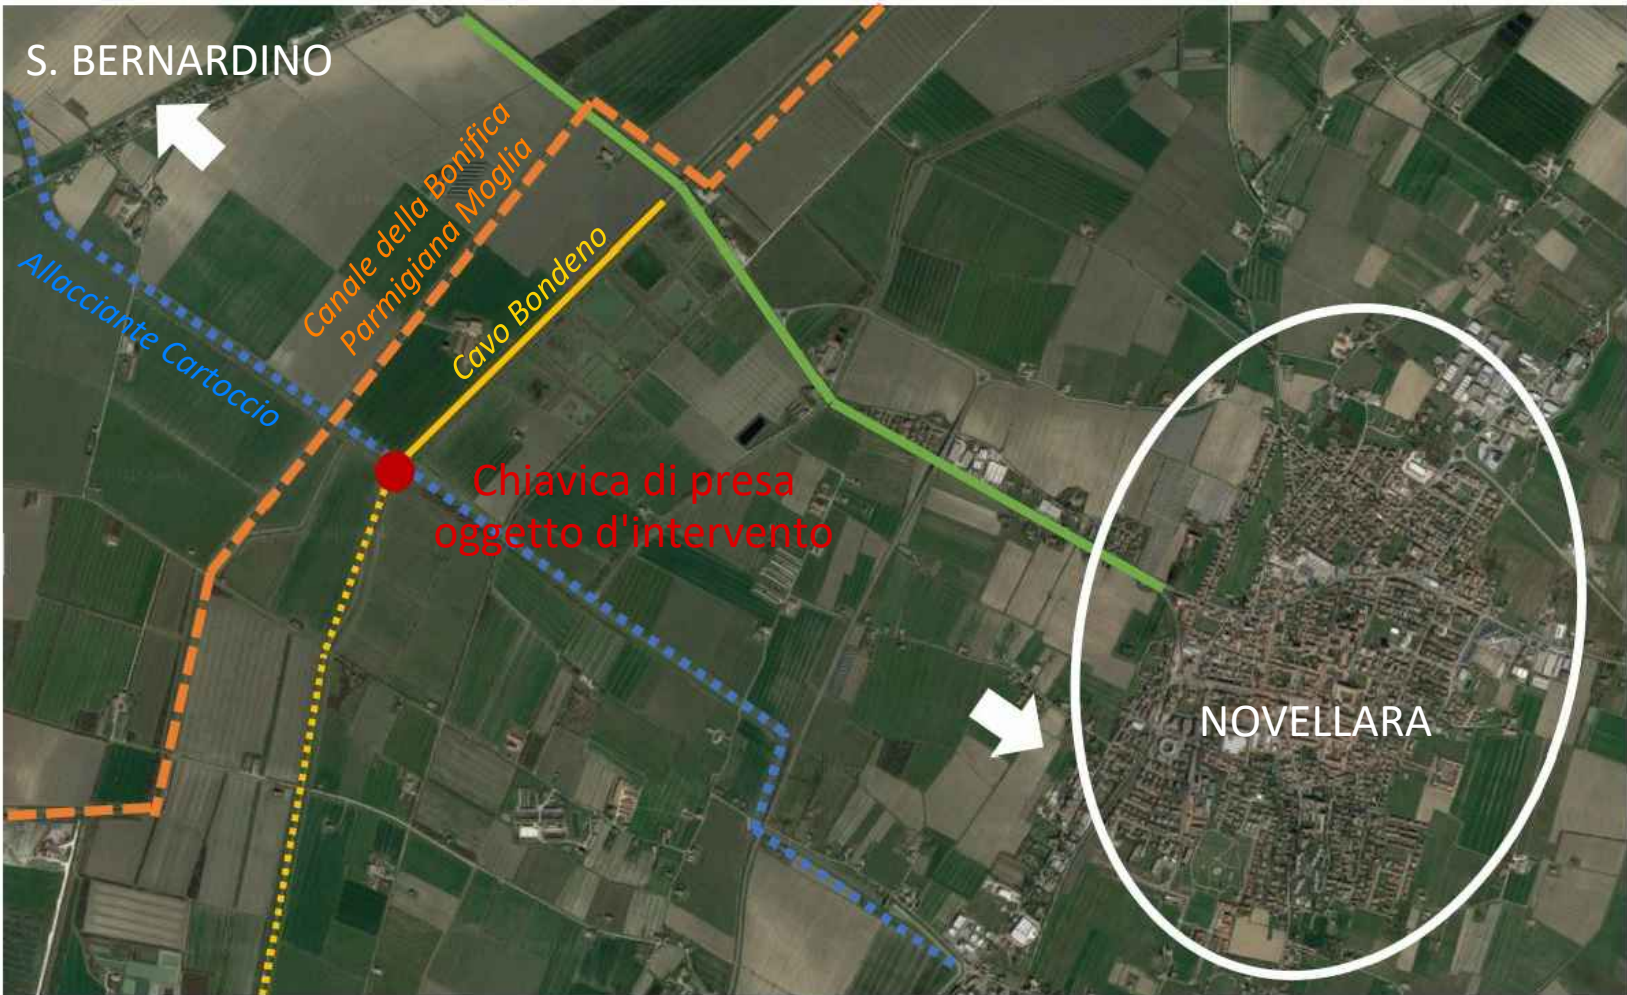 S. BERNARDINO
Canale della Bonifica
Parmigiana Moglia
Allacciante Cartoccio
Cavo Bondeno
Chiavica di presa
oggetto d'intervento
NOVELLARA